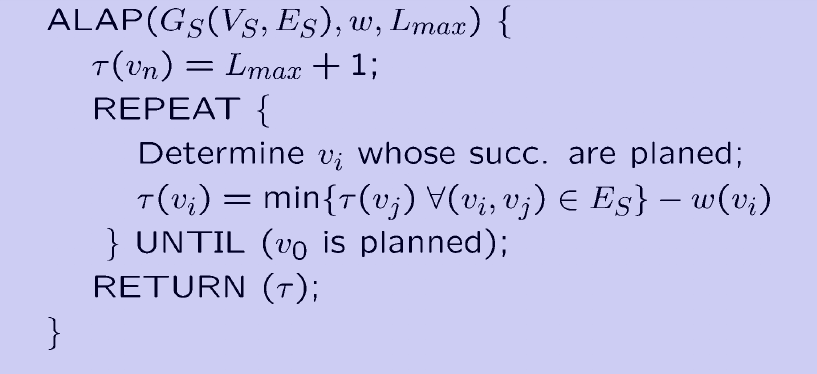 ALAP(G_S(V_S, E_S), w, L_max) {
τ(v_n) = L_max + 1;
REPEAT {
Determine v_i whose succ. are planed;
τ(v_i) = min{τ(v_j) ∀(v_i, v_j) ∈ E_S} − w(v_i)
} UNTIL (v_0 is planned);
RETURN (τ);
}